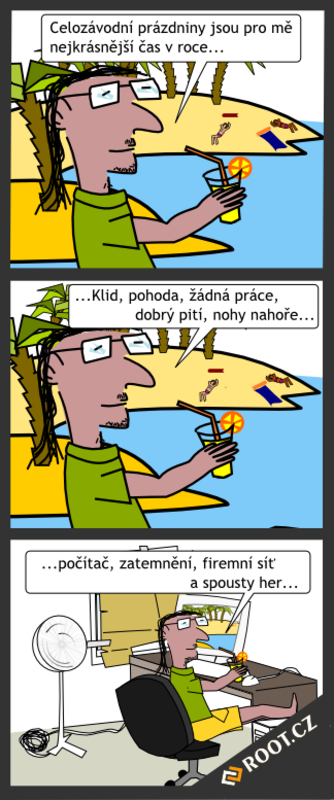 Celozávodní prázdniny jsou pro mě
nejkrásnější čas v roce...
...Klid, pohoda, žádná práce,
dobrý pití, nohy nahoře...
...počítač, zatemnění, firemní síť
a spousty her...
ROOT.CZ